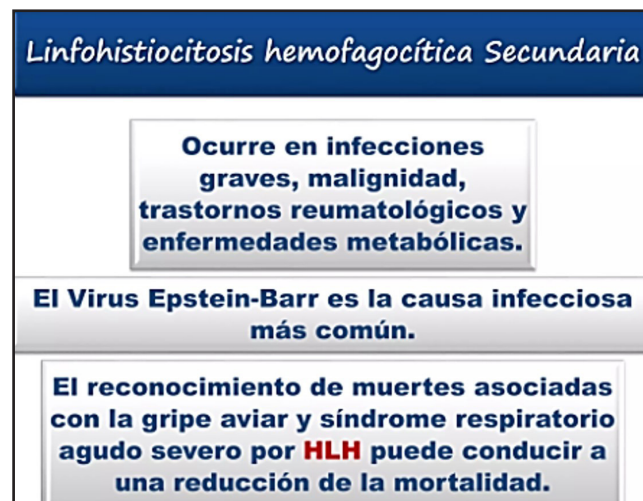 Linfohistiocitosis hemofagocítica Secundaria
Ocurre en infecciones
graves, malignidad,
trastornos reumatológicos y
enfermedades metabólicas.
El Virus Epstein-Barr es la causa infecciosa
más común.
El reconocimiento de muertes asociadas
con la gripe aviar y síndrome respiratorio
agudo severo por HLH puede conducir a
una reducción de la mortalidad.